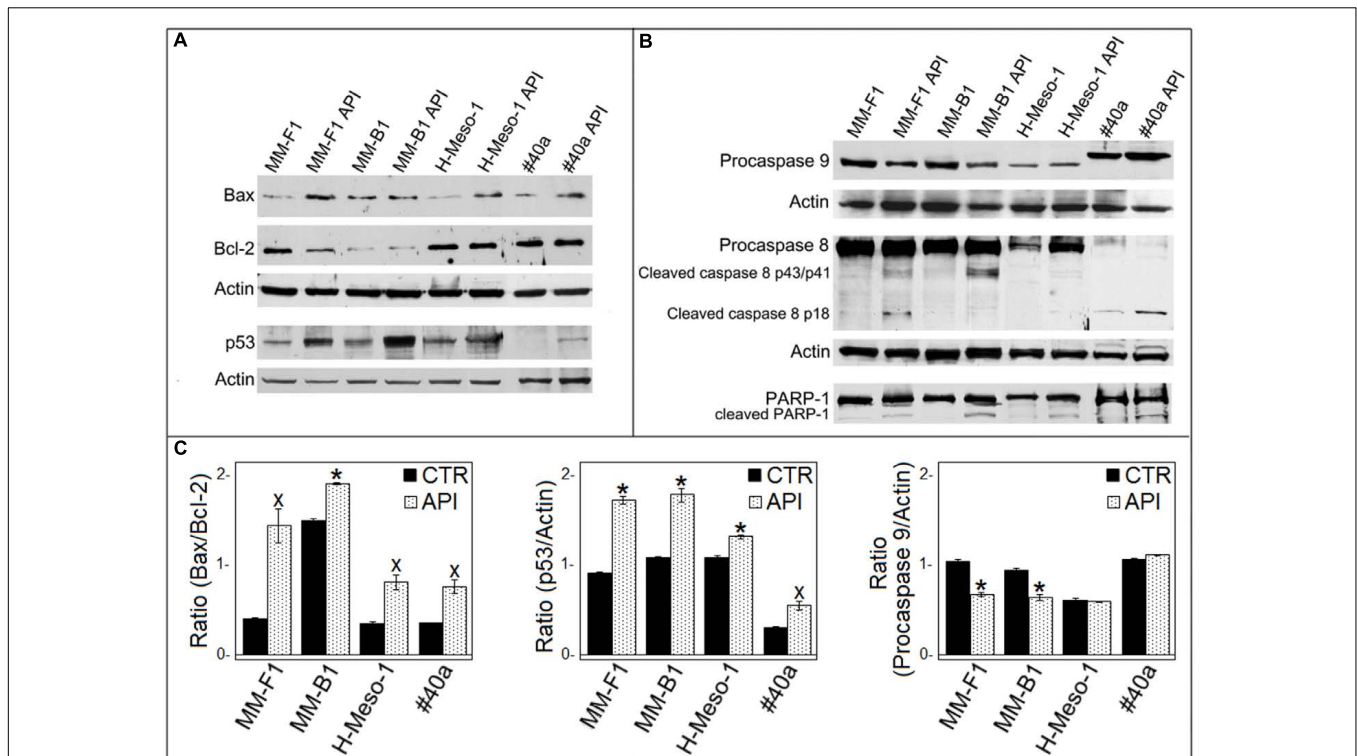 A
MM-F1
MM-F1 API
MM-B1
MM-B1 API
H-Meso-1
H-Meso-1 API
#40a
#40a API
Bax
Bcl-2
Actin
p53
Actin
B
MM-F1
MM-F1 API
MM-B1
MM-B1 API
H-Meso-1
H-Meso-1 API
#40a
#40a API
Procaspase 9
Actin
Procaspase 8
Cleaved caspase 8 p43/p41
Cleaved caspase 8 p18
Actin
PARP-1
cleaved PARP-1
C
Ratio (Bax/Bcl-2)
2-
1-
0-
CTR
API
X
*
X
X
MM-F1
MM-B1
H-Meso-1
#40a
Ratio (p53/Actin)
2-
1-
0-
CTR
API
*
*
*
X
MM-F1
MM-B1
H-Meso-1
#40a
Ratio
(Procaspase 9/Actin)
2-
1-
0-
CTR
API
*
*
MM-F1
MM-B1
H-Meso-1
#40a